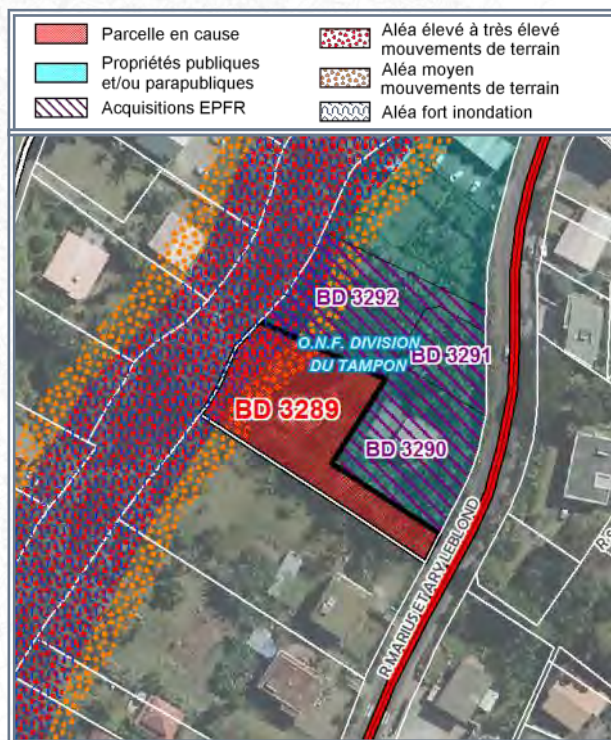 Parcelle en cause
Propriétés publiques
et/ou parapubliques
Acquisitions EPFR
Aléa élevé à très élevé
mouvements de terrain
Aléa moyen
mouvements de terrain
Aléa fort inondation
BD 3292
O.N.F. DIVISION
DU TAMPON
BD 3291
BD 3289
BD 3290
R MARIUS ET ARY LEBLOND